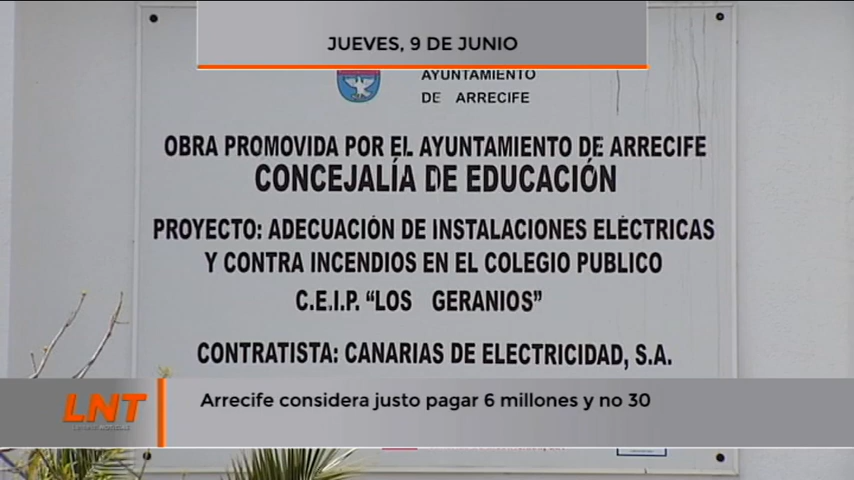 JUEVES, 9 DE JUNIO
AYUNTAMIENTO
DE ARRECIFE
OBRA PROMOVIDA POR EL AYUNTAMIENTO DE ARRECIFE
CONCEJALÍA DE EDUCACIÓN
PROYECTO: ADECUACIÓN DE INSTALACIONES ELÉCTRICAS
Y CONTRA INCENDIOS EN EL COLEGIO PUBLICO
C.E.I.P. “LOS GERANIOS”
CONTRATISTA: CANARIAS DE ELECTRICIDAD, S.A.
LNT
Arrecife considera justo pagar 6 millones y no 30